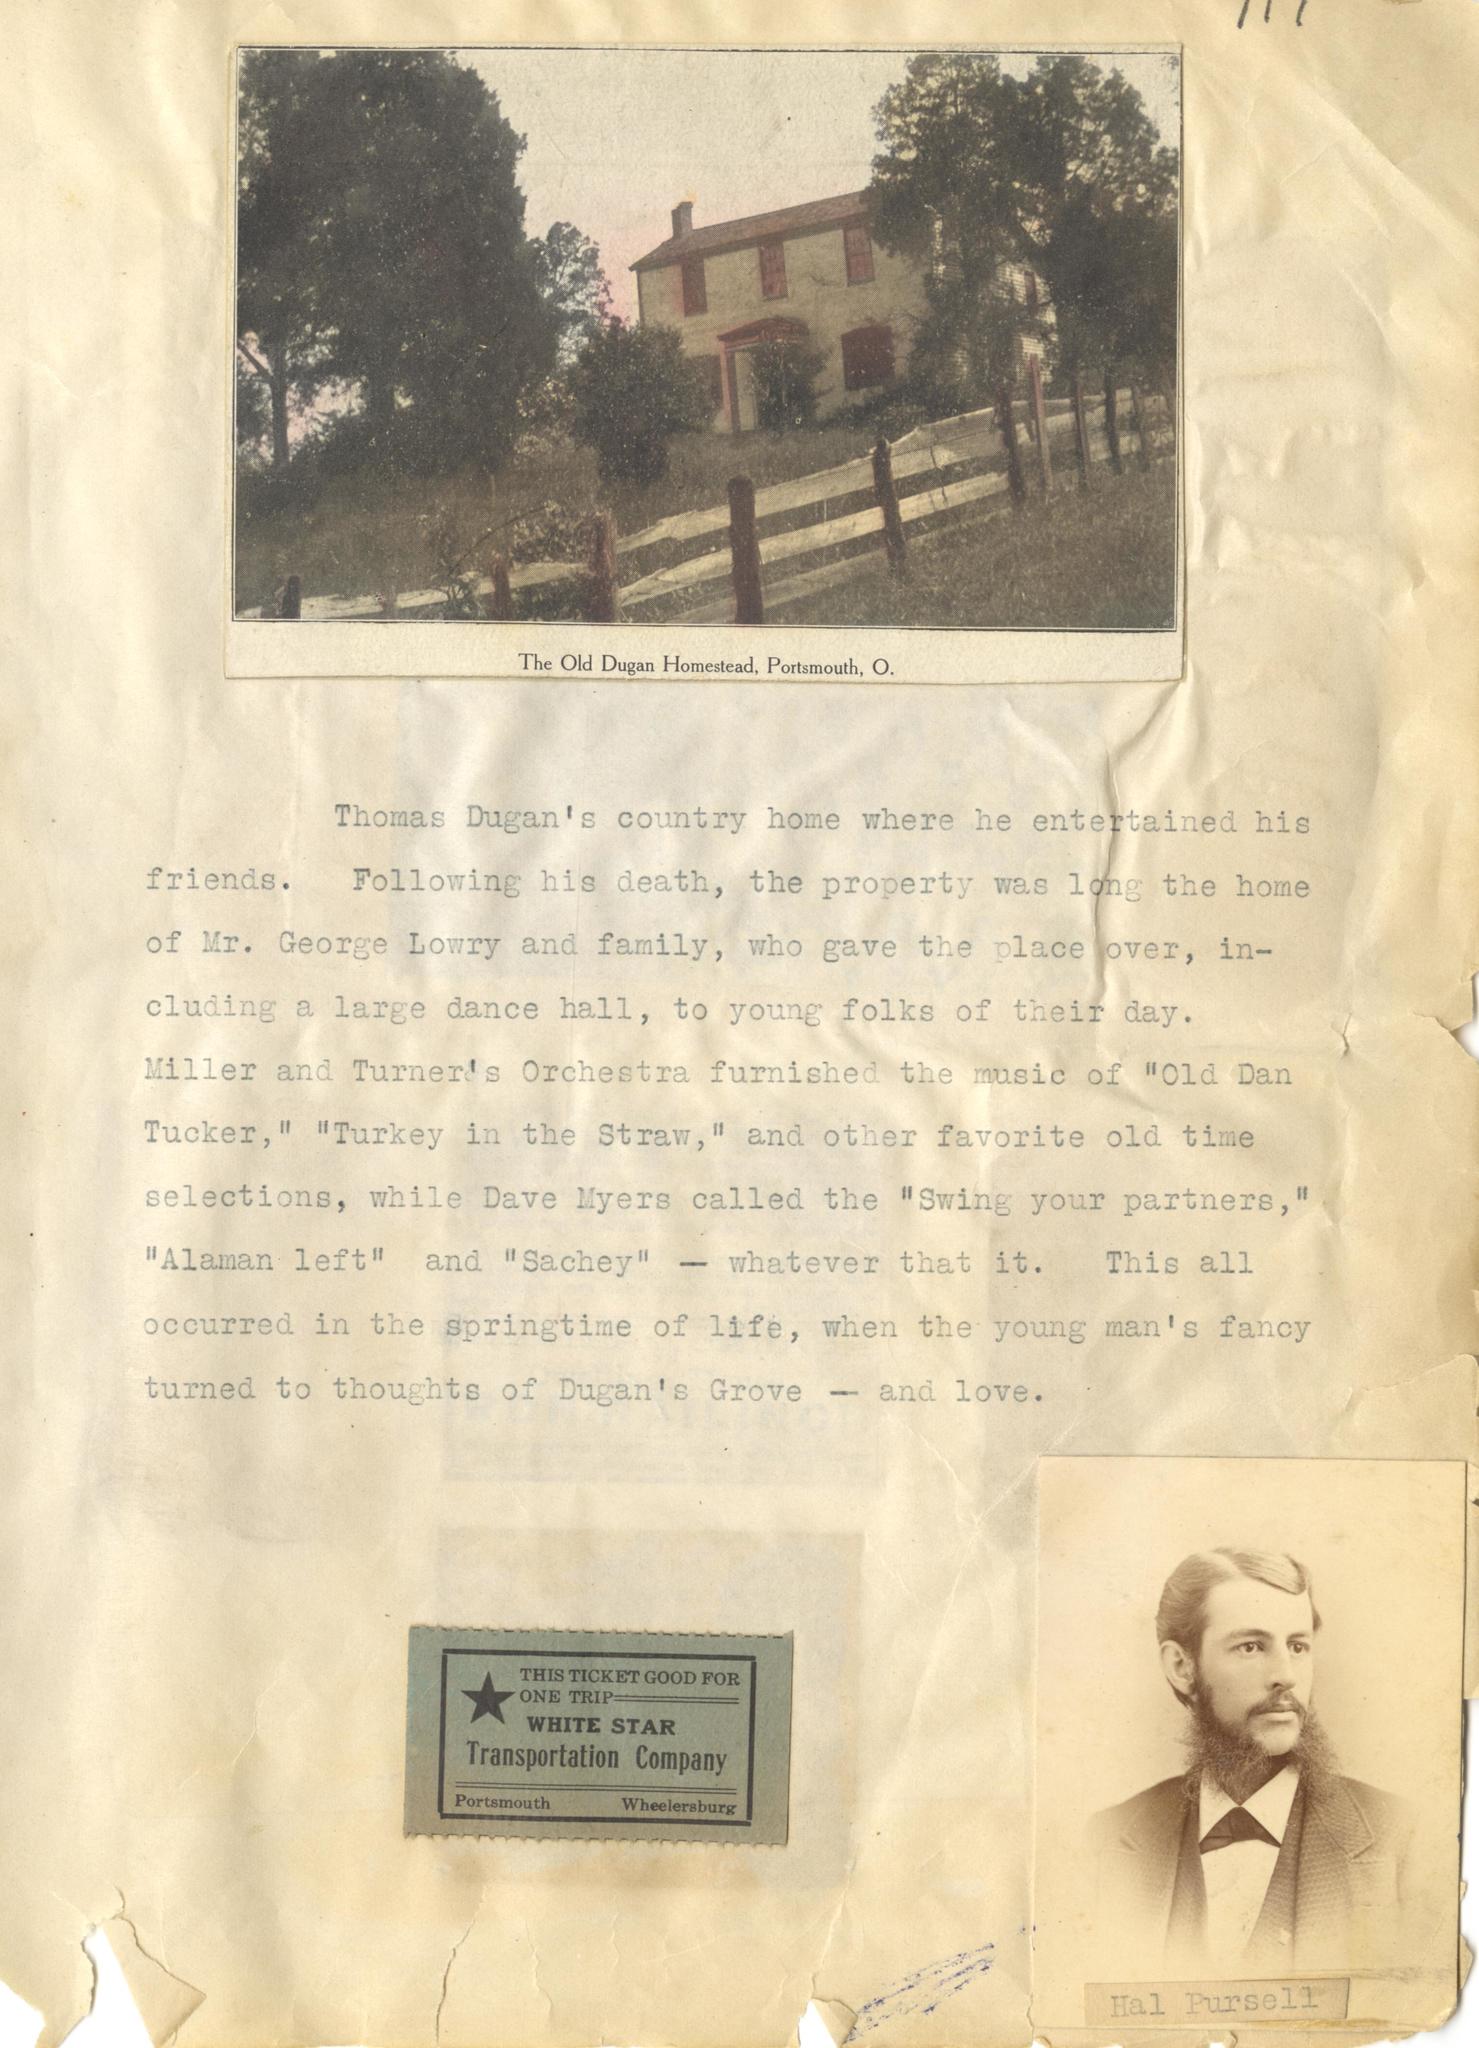 The Old Dugan Homestead, Portsmouth, O.
Thomas Dugan's country home where he entertained his
friends. Following his death, the property was long the home
of Mr. George Lowry and family, who gave the place over, in-
cluding a large dance hall, to young folks of their day.
Miller and Turner's Orchestra furnished the music of "Old Dan
Tucker," "Turkey in the Straw," and other favorite old time
selections, while Dave Myers called the "Swing your partners,"
"Alaman left" and "Sachey" — whatever that it. This all
occurred in the springtime of life, when the young man's fancy
turned to thoughts of Dugan's Grove — and love.
THIS TICKET GOOD FOR
ONE TRIP
WHITE STAR
Transportation Company
Portsmouth Wheelersburg
Hal Pursell